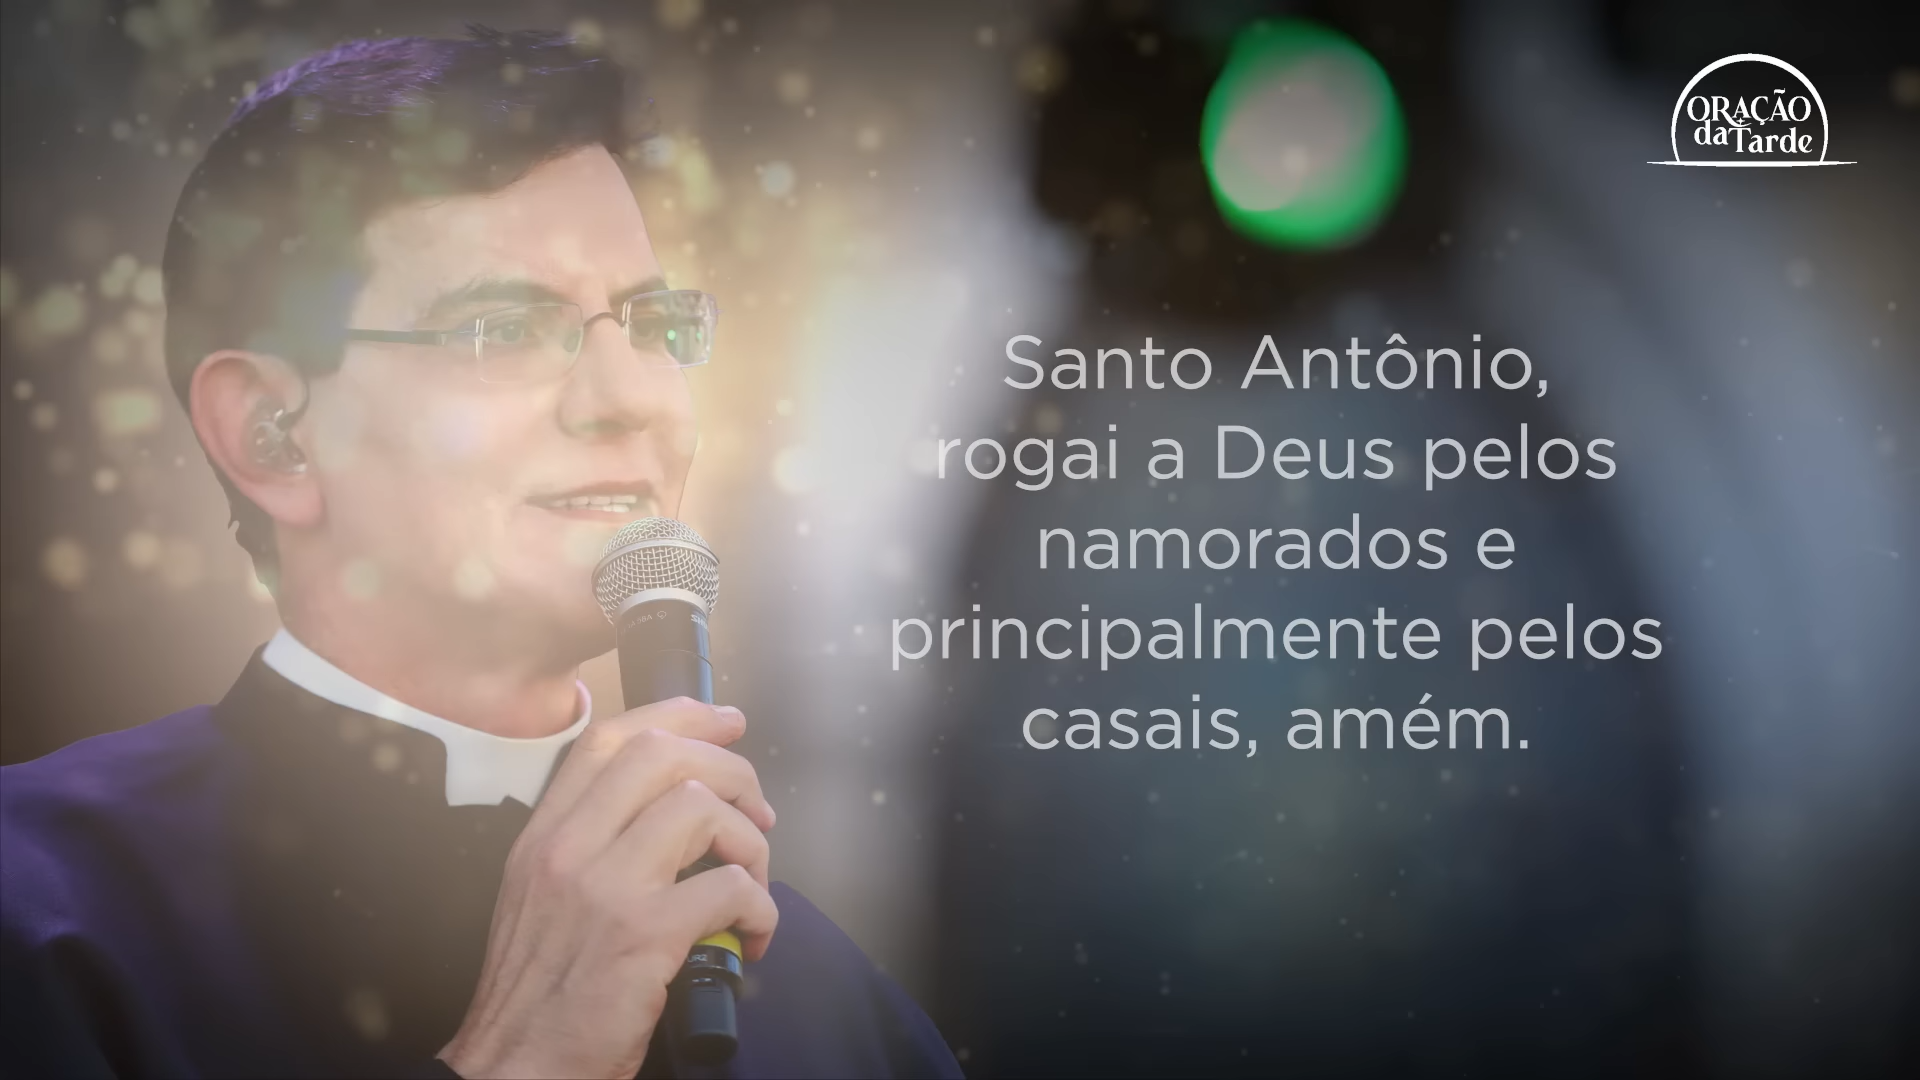 ORAÇÃO
da Tarde
Santo Antônio,
rogai a Deus pelos
namorados e
principalmente pelos
casais, amém.